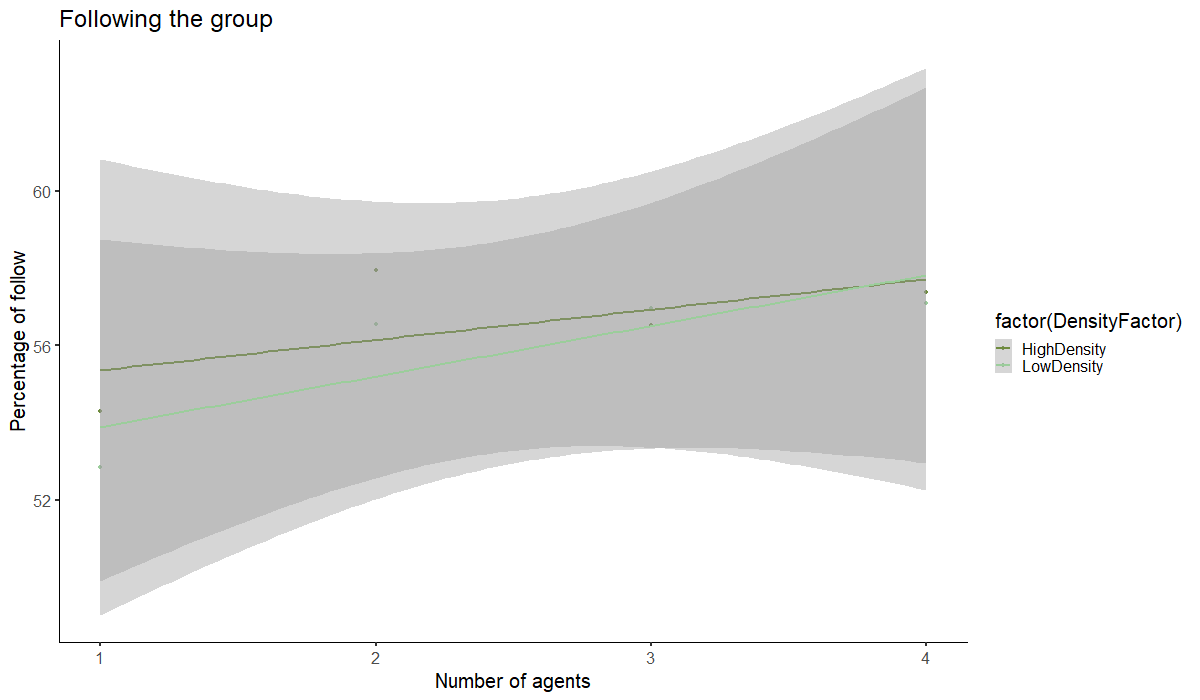 Following the group
Percentage of follow
60
56
52
1
2
3
4
Number of agents
factor(DensityFactor)
HighDensity
LowDensity